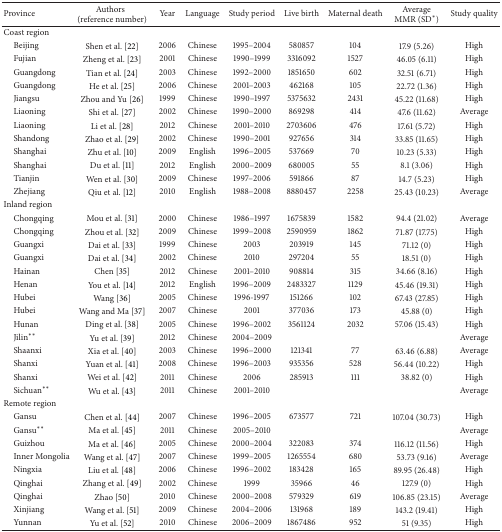 Province Authors (reference number) Year Language Study period Live birth Maternal death Average MMR (SD*) Study quality
Coast region
Beijing Shen et al. [22] 2006 Chinese 1995–2004 580857 104 17.9 (5.26) High
Fujian Zheng et al. [23] 2001 Chinese 1990–1999 3316092 1527 46.05 (6.11) High
Guangdong Tian et al. [24] 2003 Chinese 1992–2000 1851650 602 32.51 (6.71) High
Guangdong He et al. [25] 2006 Chinese 2001–2003 462168 105 22.72 (1.36) High
Jiangsu Zhou and Yu [26] 1999 Chinese 1990–1997 5375632 2431 45.22 (11.68) High
Liaoning Shi et al. [27] 2002 Chinese 1990–2000 869298 414 47.6 (11.62) Average
Liaoning Li et al. [28] 2012 Chinese 2001–2010 2703606 476 17.61 (5.72) High
Shandong Zhao et al. [29] 2002 Chinese 1990–2001 927656 314 33.85 (11.65) High
Shanghai Zhu et al. [10] 2009 English 1996–2005 537669 70 10.23 (5.33) High
Shanghai Du et al. [11] 2012 English 2000–2009 680005 55 8.1 (3.06) High
Tianjin Wen et al. [30] 2009 Chinese 1997–2006 591866 87 14.7 (5.23) High
Zhejiang Qiu et al. [12] 2010 English 1988–2008 8880457 2258 25.43 (10.23) Average
Inland region
Chongqing Mou et al. [31] 2000 Chinese 1986–1997 1675839 1582 94.4 (21.02) Average
Chongqing Zhou et al. [32] 2009 Chinese 1999–2008 2590959 1862 71.87 (17.75) High
Guangxi Dai et al. [33] 1999 Chinese 2003 203919 145 71.12 (0) High
Guangxi Dai et al. [34] 2002 Chinese 2010 297204 55 18.51 (0) High
Hainan Chen [35] 2012 Chinese 2001–2010 908814 315 34.66 (8.16) High
Henan You et al. [14] 2012 English 1996–2009 2483327 1129 45.46 (19.31) High
Hubei Wang [36] 2005 Chinese 1996-1997 151266 102 67.43 (27.85) High
Hubei Wang and Ma [37] 2007 Chinese 2001 377036 173 45.88 (0) High
Hunan Ding et al. [38] 2005 Chinese 1996–2002 3561124 2032 57.06 (15.43) High
Jilin** Yu et al. [39] 2012 Chinese 2004–2009 Average
Shaanxi Xia et al. [40] 2003 Chinese 1996–2000 121341 77 63.46 (6.88) Average
Shanxi Yuan et al. [41] 2008 Chinese 1996–2003 935356 528 56.44 (10.22) High
Shanxi Wei et al. [42] 2011 Chinese 2006 285913 111 38.82 (0) High
Sichuan** Wu et al. [43] 2011 Chinese 2001–2010 Average
Remote region
Gansu Chen et al. [44] 2007 Chinese 1996–2005 673577 721 107.04 (30.73) High
Gansu** Ma et al. [45] 2011 Chinese 2005–2010 Average
Guizhou Ma et al. [46] 2005 Chinese 2000–2004 322083 374 116.12 (11.56) High
Inner Mongolia Wang et al. [47] 2007 Chinese 1999–2005 1265554 680 53.73 (9.16) Average
Ningxia Liu et al. [48] 2006 Chinese 1996–2002 183428 165 89.95 (26.48) High
Qinghai Zhang et al. [49] 2002 Chinese 1999 35966 46 127.9 (0) High
Qinghai Zhao [50] 2010 Chinese 2000–2008 579329 619 106.85 (23.15) Average
Xinjiang Wang et al. [51] 2009 Chinese 2004–2006 131968 189 143.2 (19.41) High
Yunnan Yu et al. [52] 2010 Chinese 2006–2009 1867486 952 51 (9.35) High